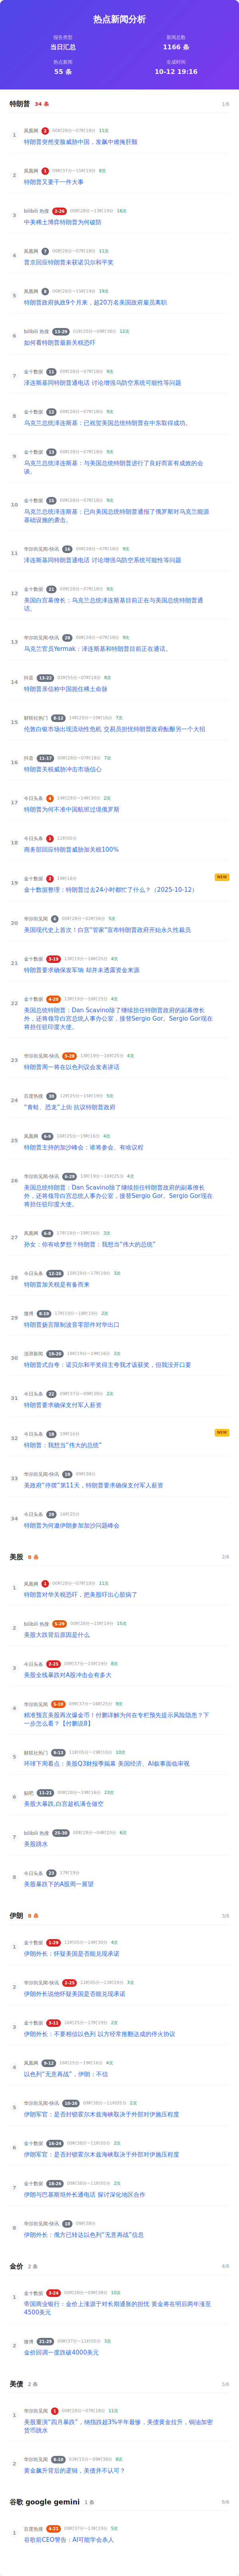 热点新闻分析
报告类型
当日汇总
新闻总数
1166 条
热点新闻
55 条
生成时间
10-12 19:16
特朗普 34 条 1/6
1
凤凰网 2 00时28分~07时18分 11次
特朗普突然变脸威胁中国，发飙中难掩肝颤
2
凤凰网 1 09时37分~15时19分 8次
特朗普又要干一件大事
3
bilibili 热搜 2-26 00时28分~13时19分 16次
中美稀土博弈特朗普为何破防
4
凤凰网 7 00时28分~07时18分 11次
普京回应特朗普未获诺贝尔和平奖
5
凤凰网 8 00时28分~15时19分 19次
特朗普政府执政9个月来，超20万名美国政府雇员离职
6
bilibili 热搜 13-29 01时20分~09时38分 12次
如何看特朗普最新关税恐吓
7
金十数据 11 00时28分~07时18分 9次
泽连斯基同特朗普通电话 讨论增强乌防空系统可能性等问题
8
金十数据 12 00时28分~07时18分 9次
乌克兰总统泽连斯基：已祝贺美国总统特朗普在中东取得成功。
9
金十数据 13 00时28分~07时18分 9次
乌克兰总统泽连斯基：与美国总统特朗普进行了良好而富有成效的会
谈。
10
金十数据 15 00时28分~07时18分 9次
乌克兰总统泽连斯基：已向美国总统特朗普通报了俄罗斯对乌克兰能源
基础设施的袭击。
11
华尔街见闻·快讯 16 00时28分~07时18分 9次
泽连斯基同特朗普通电话 讨论增强乌防空系统可能性等问题
12
金十数据 21 00时28分~07时18分 9次
美国白宫幕僚长：乌克兰总统泽连斯基目前正在与美国总统特朗普通
话。
13
华尔街见闻·快讯 28 00时28分~07时18分 9次
乌克兰官员Yermak：泽连斯基和特朗普目前正在通话。
14
抖音 13-22 02时55分~07时18分 8次
特朗普亲信称中国扼住稀土命脉
15
财联社热门 8-12 14时29分~19时16分 7次
伦敦白银市场出现流动性危机 交易员担忧特朗普政府酝酿另一个大招
16
抖音 11-17 00时28分~07时18分 7次
特朗普关税威胁冲击市场信心
17
今日头条 4 14时29分~14时30分 2次
特朗普为何不准中国航班过境俄罗斯
18
今日头条 1 11时05分
商务部回应特朗普威胁加关税100%
19
金十数据 2 19时16分 NEW
金十数据整理：特朗普过去24小时都忙了什么？（2025-10-12）
20
华尔街见闻 4 00时28分~02时56分 5次
美国现代史上首次！白宫"管家"宣布特朗普政府开始永久性裁员
21
金十数据 3-19 13时19分~16时25分 4次
特朗普要求确保发军饷 却并未透露资金来源
22
金十数据 4-20 13时19分~16时25分 4次
美国总统特朗普：Dan Scavino除了继续担任特朗普政府的副幕僚长
外，还将领导白宫总统人事办公室，接替Sergio Gor。Sergio Gor现在
将担任驻印度大使。
23
华尔街见闻·快讯 5-28 13时19分~16时25分 4次
特朗普周一将在以色列议会发表讲话
24
百度热搜 30 12时25分~15时19分 5次
“青蛙、恐龙”上街 抗议特朗普政府
25
凤凰网 6-9 16时25分~19时16分 4次
特朗普主持的加沙峰会：谁将参会、有啥议程
26
华尔街见闻·快讯 6-29 13时19分~16时25分 4次
美国总统特朗普：Dan Scavino除了继续担任特朗普政府的副幕僚长
外，还将领导白宫总统人事办公室，接替Sergio Gor。Sergio Gor现在
将担任驻印度大使。
27
凤凰网 6-8 17时19分~19时16分 3次
孙女：你有啥梦想？特朗普：我想当“伟大的总统”
28
今日头条 12-26 15时19分~17时19分 3次
特朗普加关税是有备而来
29
微博 8-19 17时19分~18时19分 2次
特朗普扬言限制波音零部件对华出口
30
澎湃新闻 19-20 18时19分~19时16分 2次
特朗普式自夸：诺贝尔和平奖得主夸我才该获奖，但我没开口要
31
今日头条 22 09时37分~09时38分 2次
特朗普要求确保支付军人薪资
32
今日头条 18 19时16分 NEW
特朗普：我想当“伟大的总统”
33
华尔街见闻·快讯 18 09时38分
美政府“停摆”第11天，特朗普要求确保支付军人薪资
34
今日头条 28 16时25分
特朗普为何邀伊朗参加加沙问题峰会
美股 8 条 2/6
1
凤凰网 1 00时28分~07时18分 11次
特朗普对华关税恐吓，把美股吓出心脏病了
2
bilibili 热搜 5-29 00时28分~15时19分 15次
美股大跌背后原因是什么
3
今日头条 2-25 08时37分~15时19分 8次
美股全线暴跌对A股冲击会有多大
4
华尔街见闻 5-10 09时37分~16时25分 9次
精准预言美股再次爆金币！付鹏详解为何在专栏预先提示风险隐患？下
一步怎么看？【付鹏说8】
5
财联社热门 9-13 11时05分~19时16分 10次
环球下周看点：美股Q3财报季揭幕 美国经济、AI叙事面临审视
6
贴吧 11-21 00时28分~19时16分 23次
美股大暴跌,白宫趁机满仓做空
7
bilibili 热搜 25-30 00时28分~04时20分 6次
美股跳水
8
今日头条 23 17时19分
美股暴跌下的A股周一展望
伊朗 8 条 3/6
1
金十数据 1-29 11时05分~14时30分 4次
伊朗外长：怀疑美国是否能兑现承诺
2
华尔街见闻·快讯 2-25 11时05分~13时19分 3次
伊朗外长说他怀疑美国是否能兑现承诺
3
金十数据 3-11 16时25分~17时19分 2次
伊朗外长：不要相信以色列 以方经常推翻达成的停火协议
4
凤凰网 9-12 16时25分~19时16分 4次
以色列“无意再战”，伊朗：不信
5
华尔街见闻·快讯 10-16 09时38分~11时05分 2次
伊朗军官：是否封锁霍尔木兹海峡取决于外部对伊施压程度
6
金十数据 16-24 09时38分~11时05分 2次
伊朗军官：是否封锁霍尔木兹海峡取决于外部对伊施压程度
7
金十数据 18-26 09时38分~11时05分 2次
伊朗与巴基斯坦外长通电话 探讨深化地区合作
8
华尔街见闻·快讯 18 09时38分
伊朗外长：俄方已转达以色列“无意再战”信息
金价 2 条 4/6
1
金十数据 3-24 00时28分~09时38分 10次
帝国商业银行：金价上涨源于对长期通胀的担忧 黄金将在明后两年涨至
4500美元
2
微博 21-29 09时37分~11时05分 3次
金价回调一度跌破4000美元
美债 2 条 5/6
1
华尔街见闻 1 00时28分~07时18分 11次
美股重演“四月暴跌”，纳指跌超3%半年最惨，美债黄金拉升，铜油加密
货币跳水
2
华尔街见闻 6-10 03时15分~09时38分 8次
黄金飙升背后的逻辑，美债并不认可？
谷歌 google gemini 1 条 6/6
1
百度热搜 4-21 09时37分~13时19分 5次
谷歌前CEO警告：AI可能学会杀人